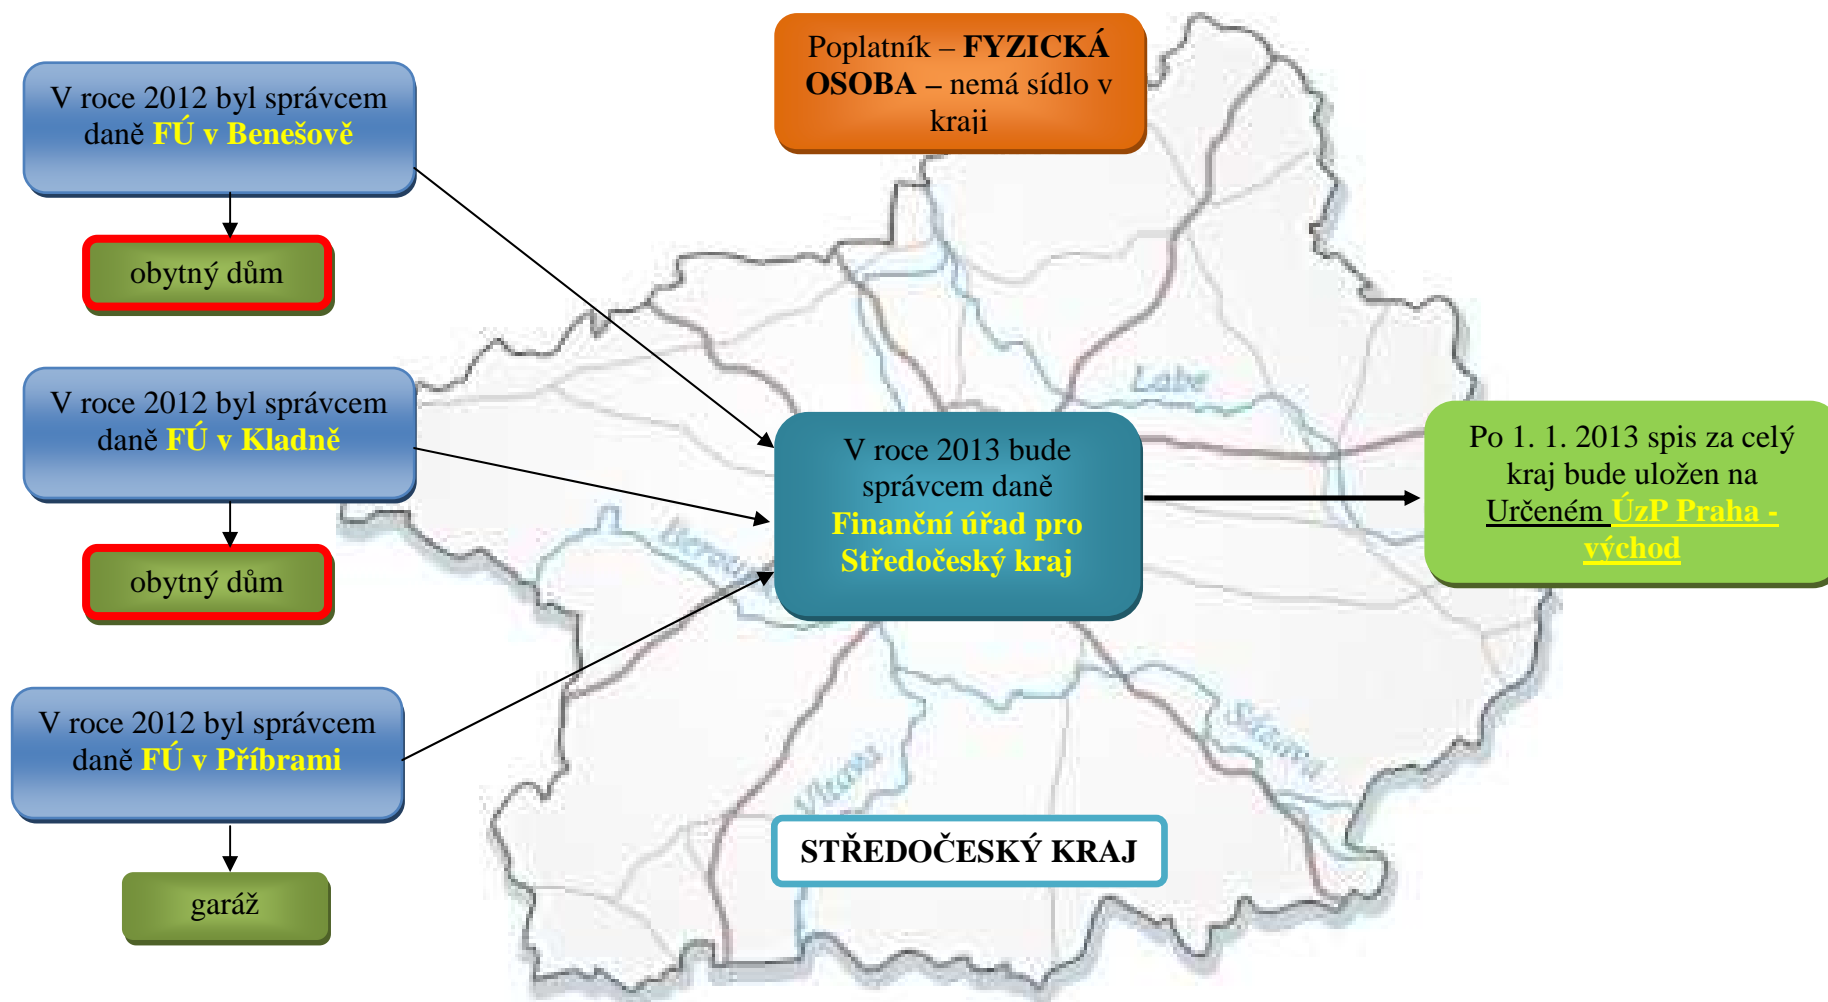 Poplatník – FYZICKÁ
OSOBA – nemá sídlo v
kraji
V roce 2012 byl správcem
daně FÚ v Benešově
obytný dům
V roce 2012 byl správcem
daně FÚ v Kladně
obytný dům
V roce 2012 byl správcem
daně FÚ v Příbrami
garáž
V roce 2013 bude
správcem daně
Finanční úřad pro
Středočeský kraj
Po 1. 1. 2013 spis za celý
kraj bude uložen na
Určeném ÚzP Praha -
východ
Labe
Sázava
Vltava
STŘEDOČESKÝ KRAJ